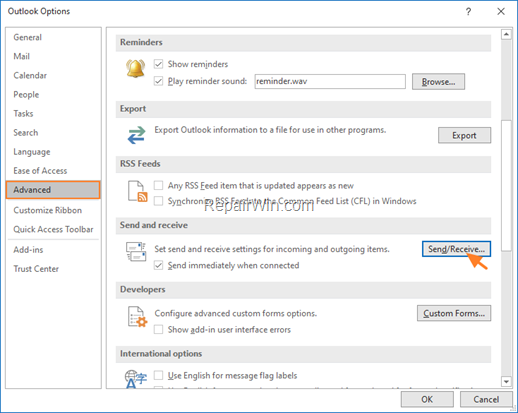 Outlook Options
?
General
Mail
Calendar
People
Tasks
Search
Language
Ease of Access
Advanced
Customize Ribbon
Quick Access Toolbar
Add-ins
Trust Center
Reminders
Show reminders
Play reminder sound: reminder.wav Browse...
Export
Export Outlook information to a file for use in other programs. Export
RSS Feeds
Any RSS Feed item that is updated appears as new
Synchronize RSS Feeds to the Common Feed List (CFL) in Windows
RepairWin.com
Send and receive
Set send and receive settings for incoming and outgoing items. Send/Receive...
Send immediately when connected
Developers
Configure advanced custom forms options. Custom Forms...
Show add-in user interface errors
International options
A字
Use English for message flag labels
OK Cancel